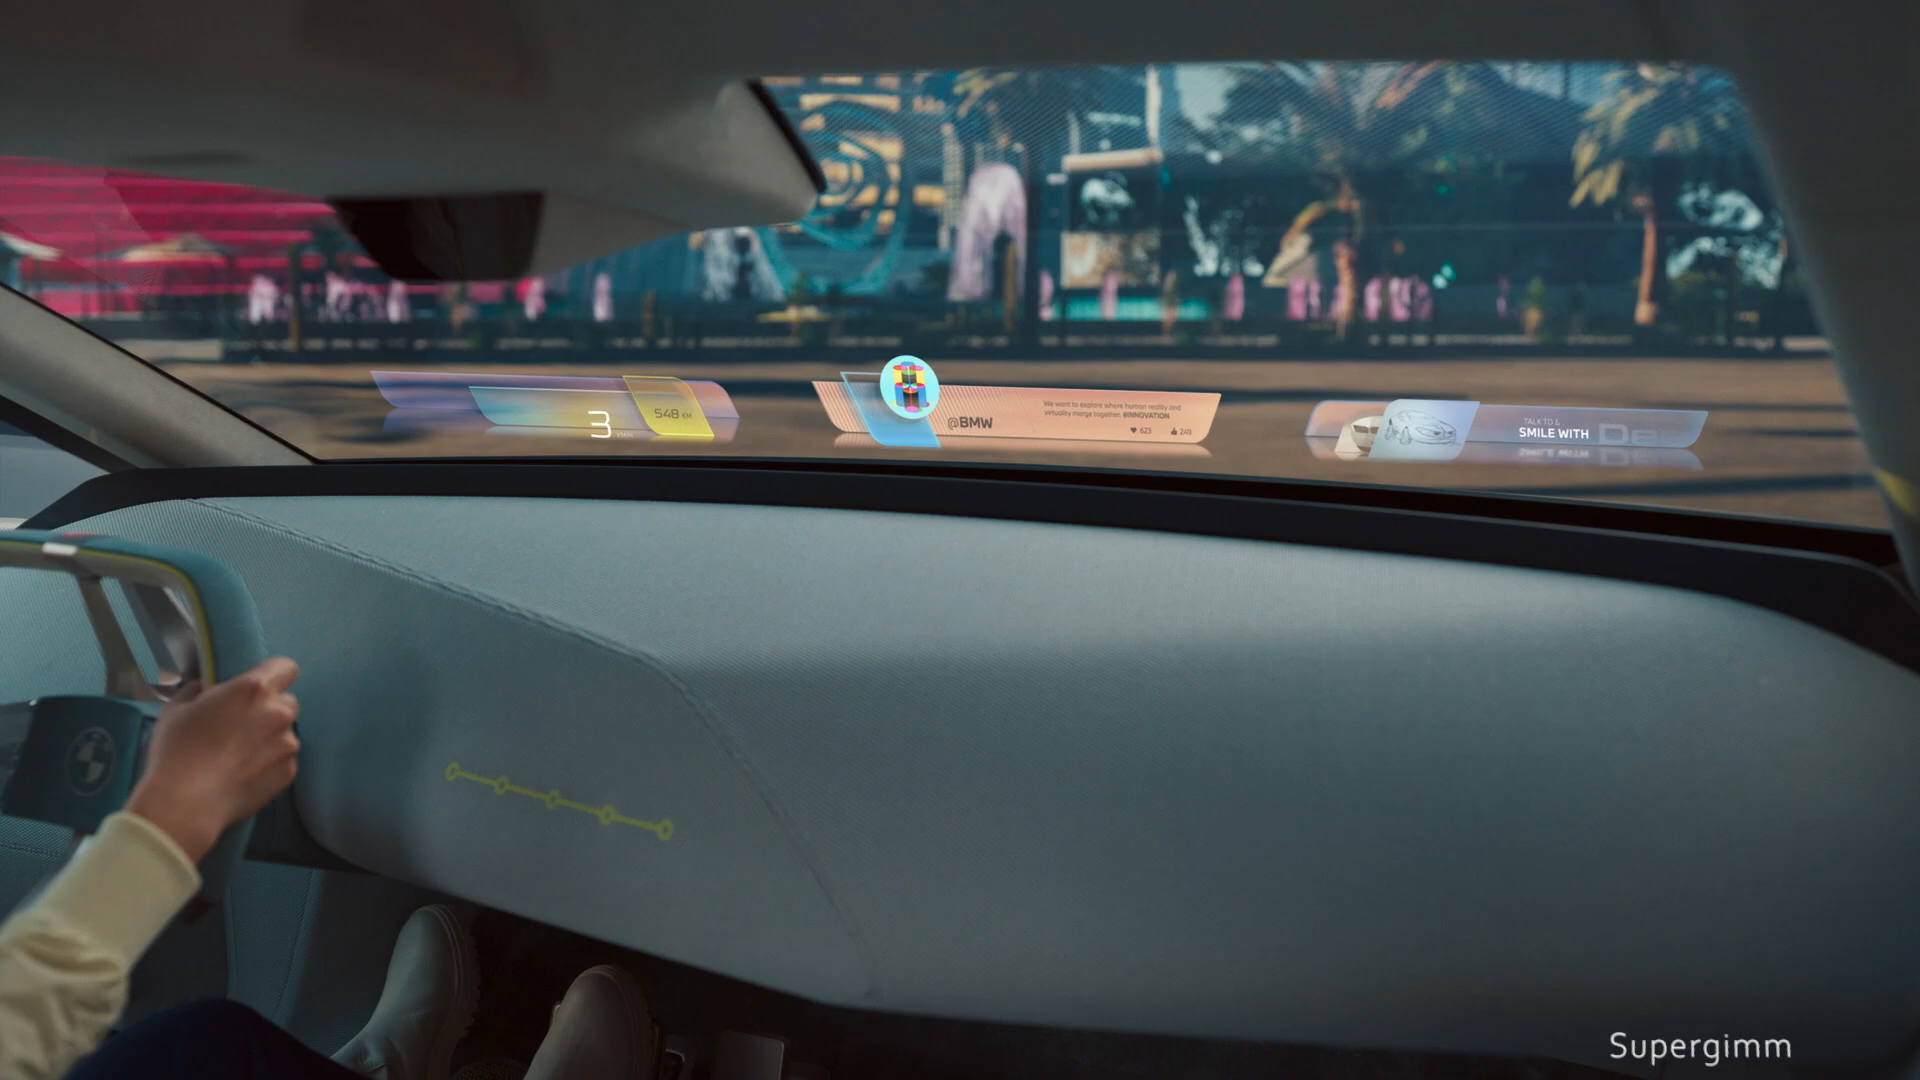 3
548 KM
@BMW
We want to explore where human reality and
virtuality merge together. #INNOVATION
623
249
TALK TO &
SMILE WITH
Supergimm